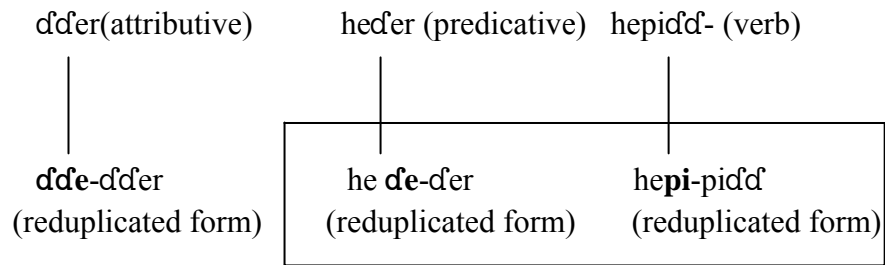 ɗɗer(attributive) heɗer (predicative) hepiɗɗ- (verb)
ɗɗe-ɗɗer he ɗe-ɗer hepi-piɗɗ
(reduplicated form) (reduplicated form) (reduplicated form)